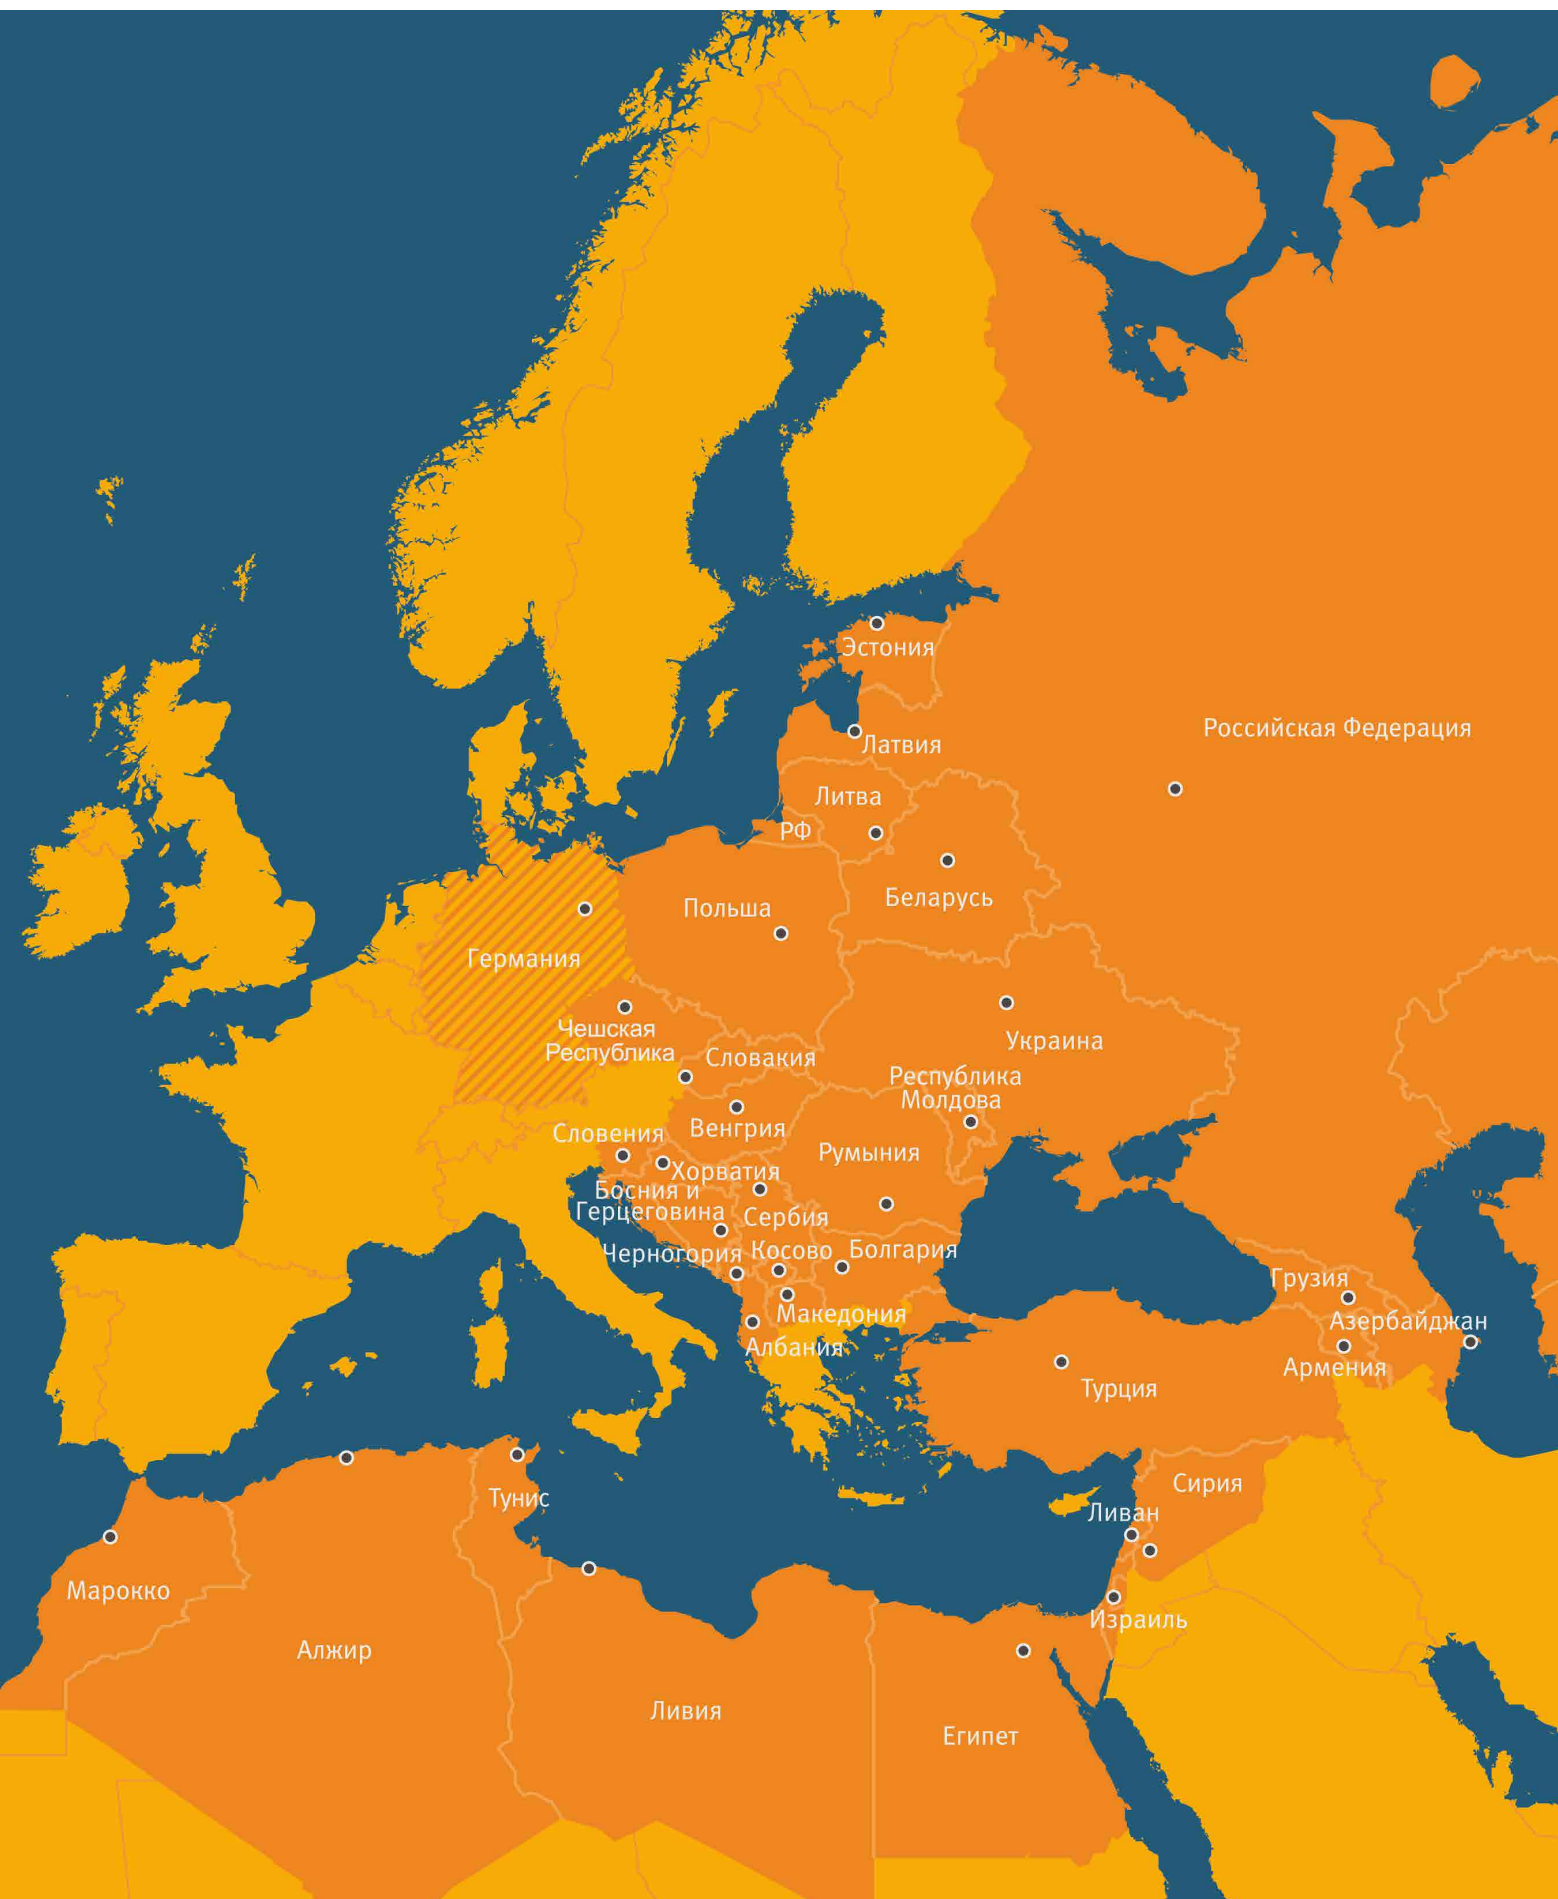 Эстония
Российская Федерация
Латвия
Литва
РФ
Беларусь
Польша
Германия
Чешская
Республика
Украина
Словакия
Республика
Молдова
Венгрия
Словения
Румыния
Хорватия
Босния и
Герцеговина
Сербия
Черногория
Косово
Болгария
Грузия
Македония
Азербайджан
Албания
Армения
Турция
Сирия
Тунис
Ливан
Марокко
Израиль
Алжир
Ливия
Египет